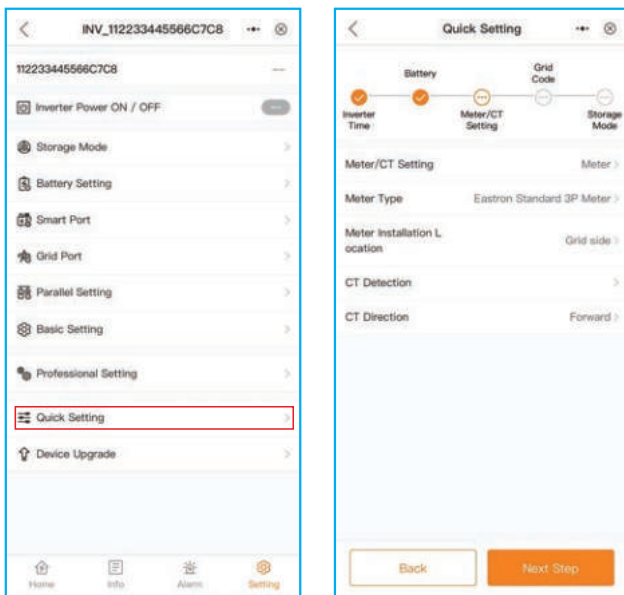 INV_112233445566C7C8
112233445566C7C8
Inverter Power ON / OFF
Storage Mode
Battery Setting
Smart Port
Grid Port
Parallel Setting
Basic Setting
Professional Setting
Quick Setting
Device Upgrade
Home Info Alarm Setting
Quick Setting
Battery Grid
Code
Inverter
Time Meter/CT
Setting Storage
Mode
Meter/CT Setting Meter
Meter Type Eastron Standard 3P Meter
Meter Installation L
ocation Grid side
CT Detection
CT Direction Forward
Back Next Step